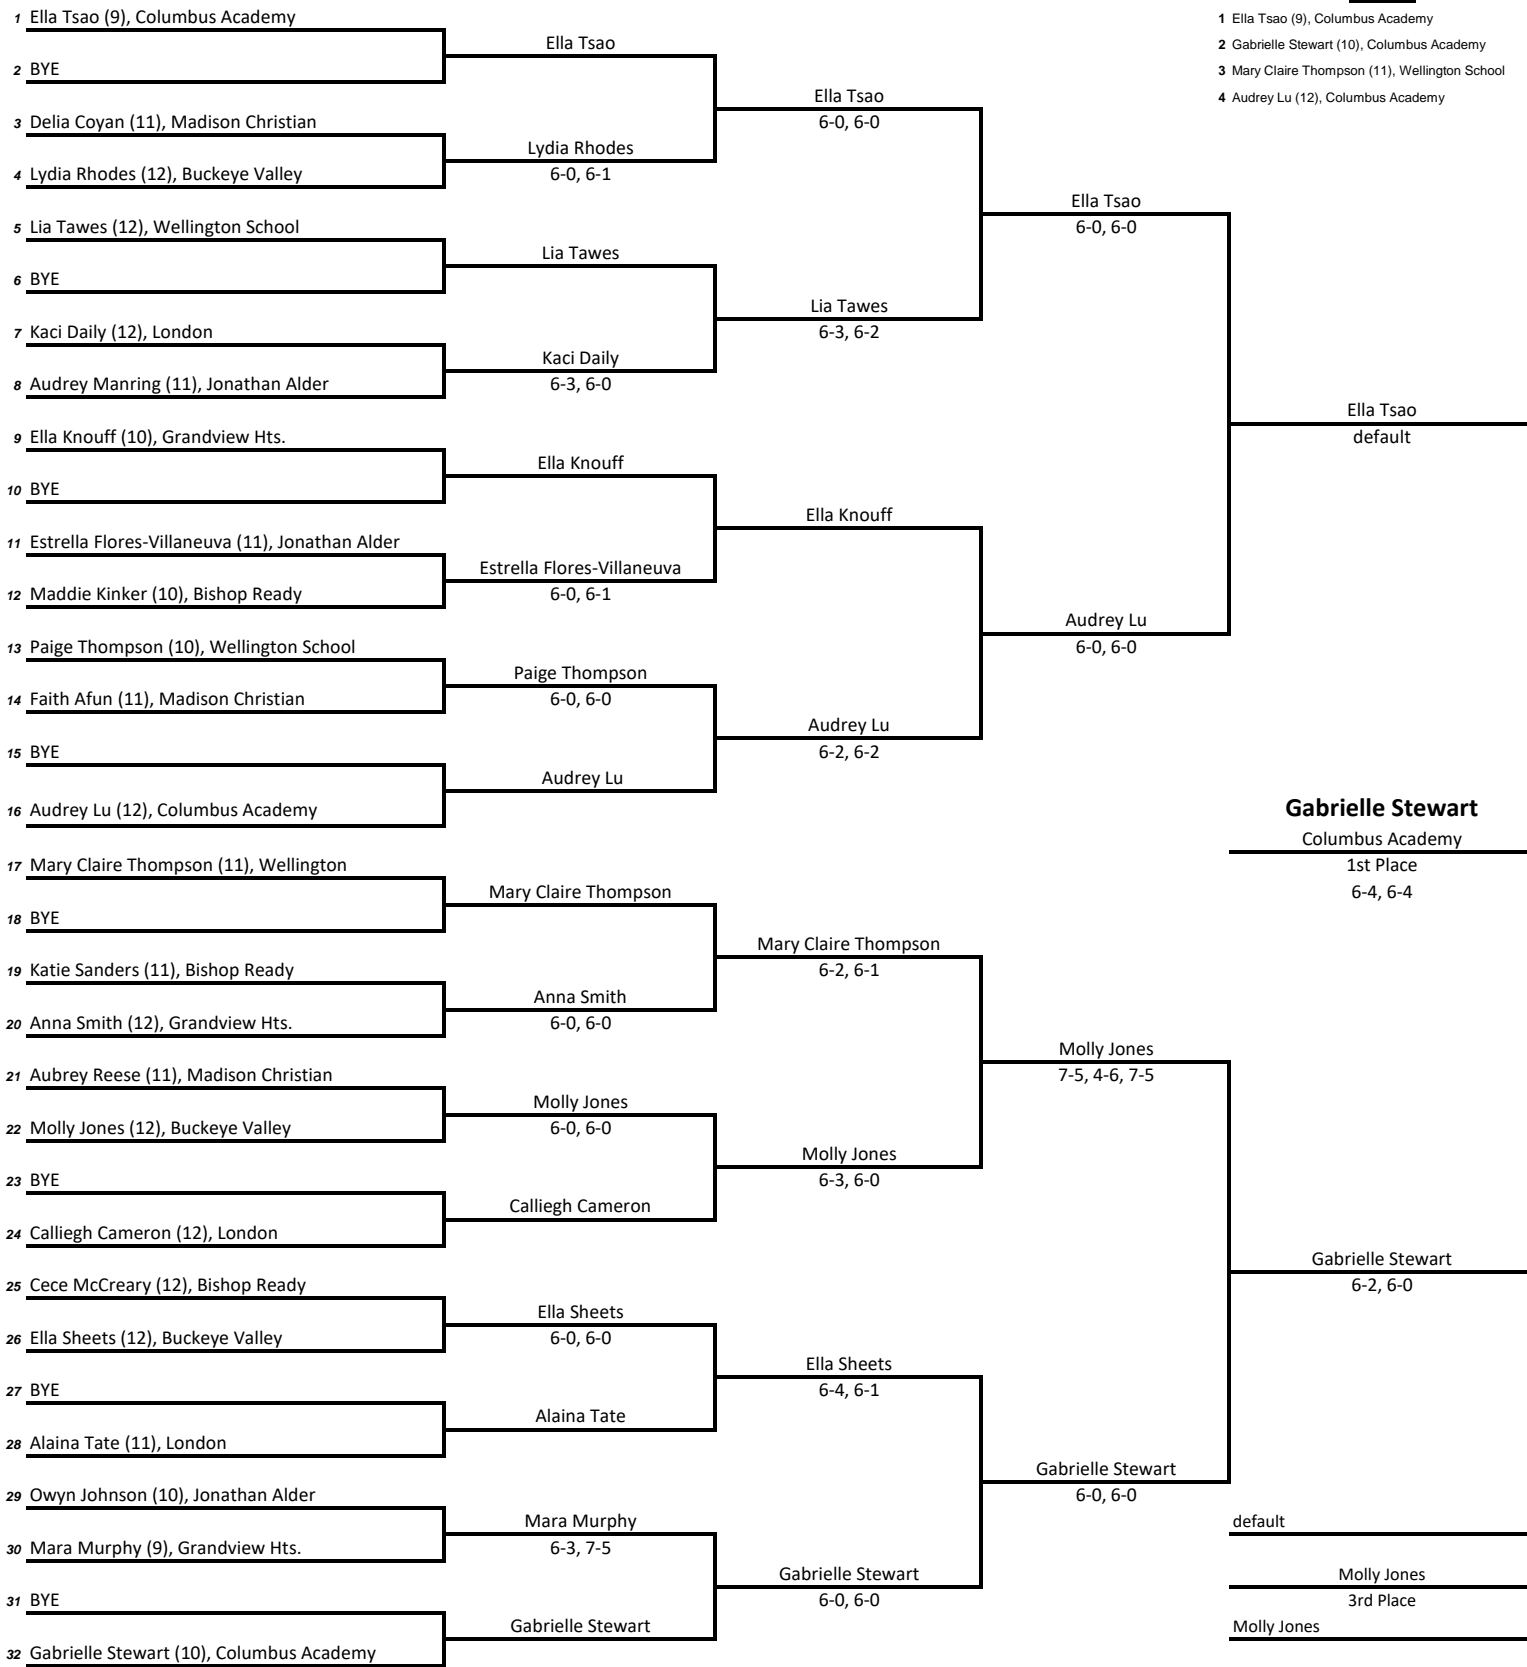 1 Ella Tsao (9), Columbus Academy
2 BYE
3 Delia Coyan (11), Madison Christian
4 Lydia Rhodes (12), Buckeye Valley
5 Lia Tawes (12), Wellington School
6 BYE
7 Kaci Daily (12), London
8 Audrey Manring (11), Jonathan Alder
9 Ella Knouff (10), Grandview Hts.
10 BYE
11 Estrella Flores-Villaneuva (11), Jonathan Alder
12 Maddie Kinker (10), Bishop Ready
13 Paige Thompson (10), Wellington School
14 Faith Afun (11), Madison Christian
15 BYE
16 Audrey Lu (12), Columbus Academy
17 Mary Claire Thompson (11), Wellington
18 BYE
19 Katie Sanders (11), Bishop Ready
20 Anna Smith (12), Grandview Hts.
21 Aubrey Reese (11), Madison Christian
22 Molly Jones (12), Buckeye Valley
23 BYE
24 Calliegh Cameron (12), London
25 Cece McCreary (12), Bishop Ready
26 Ella Sheets (12), Buckeye Valley
27 BYE
28 Alaina Tate (11), London
29 Owyn Johnson (10), Jonathan Alder
30 Mara Murphy (9), Grandview Hts.
31 BYE
32 Gabrielle Stewart (10), Columbus Academy
Ella Tsao
Lydia Rhodes
6-0, 6-1
Lia Tawes
Kaci Daily
6-3, 6-0
Ella Knouff
Estrella Flores-Villaneuva
6-0, 6-1
Paige Thompson
6-0, 6-0
Audrey Lu
Mary Claire Thompson
Anna Smith
6-0, 6-0
Molly Jones
6-0, 6-0
Calliegh Cameron
Ella Sheets
6-0, 6-0
Alaina Tate
Mara Murphy
6-3, 7-5
Gabrielle Stewart
Ella Tsao
6-0, 6-0
Lia Tawes
6-3, 6-2
Ella Knouff
Audrey Lu
6-2, 6-2
Mary Claire Thompson
6-2, 6-1
Molly Jones
6-3, 6-0
Ella Sheets
6-4, 6-1
Gabrielle Stewart
6-0, 6-0
Ella Tsao
6-0, 6-0
Audrey Lu
6-0, 6-0
Molly Jones
7-5, 4-6, 7-5
Gabrielle Stewart
6-0, 6-0
1 Ella Tsao (9), Columbus Academy
2 Gabrielle Stewart (10), Columbus Academy
3 Mary Claire Thompson (11), Wellington School
4 Audrey Lu (12), Columbus Academy
Ella Tsao
default
Gabrielle Stewart
Columbus Academy
1st Place
6-4, 6-4
Gabrielle Stewart
6-2, 6-0
default
Molly Jones
3rd Place
Molly Jones